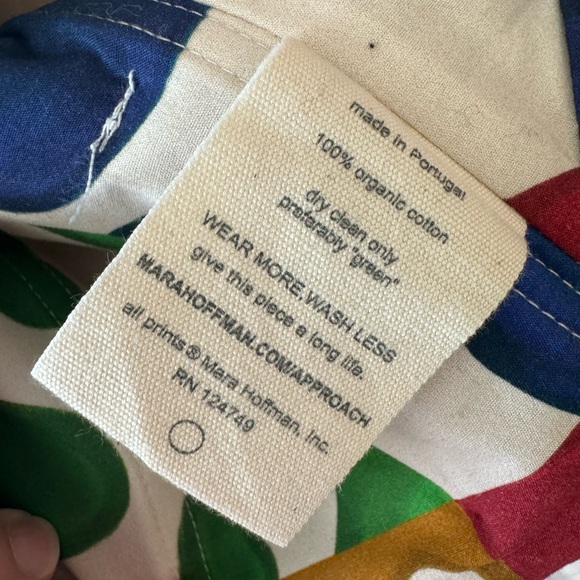 made in Portugal
100% organic cotton
dry clean only
preferably "green"
WEAR MORE, WASH LESS
give this piece a long life.
MARAHOFFMAN.COM/APPROACH
all prints® Mara Hoffman, Inc.
RN 124749